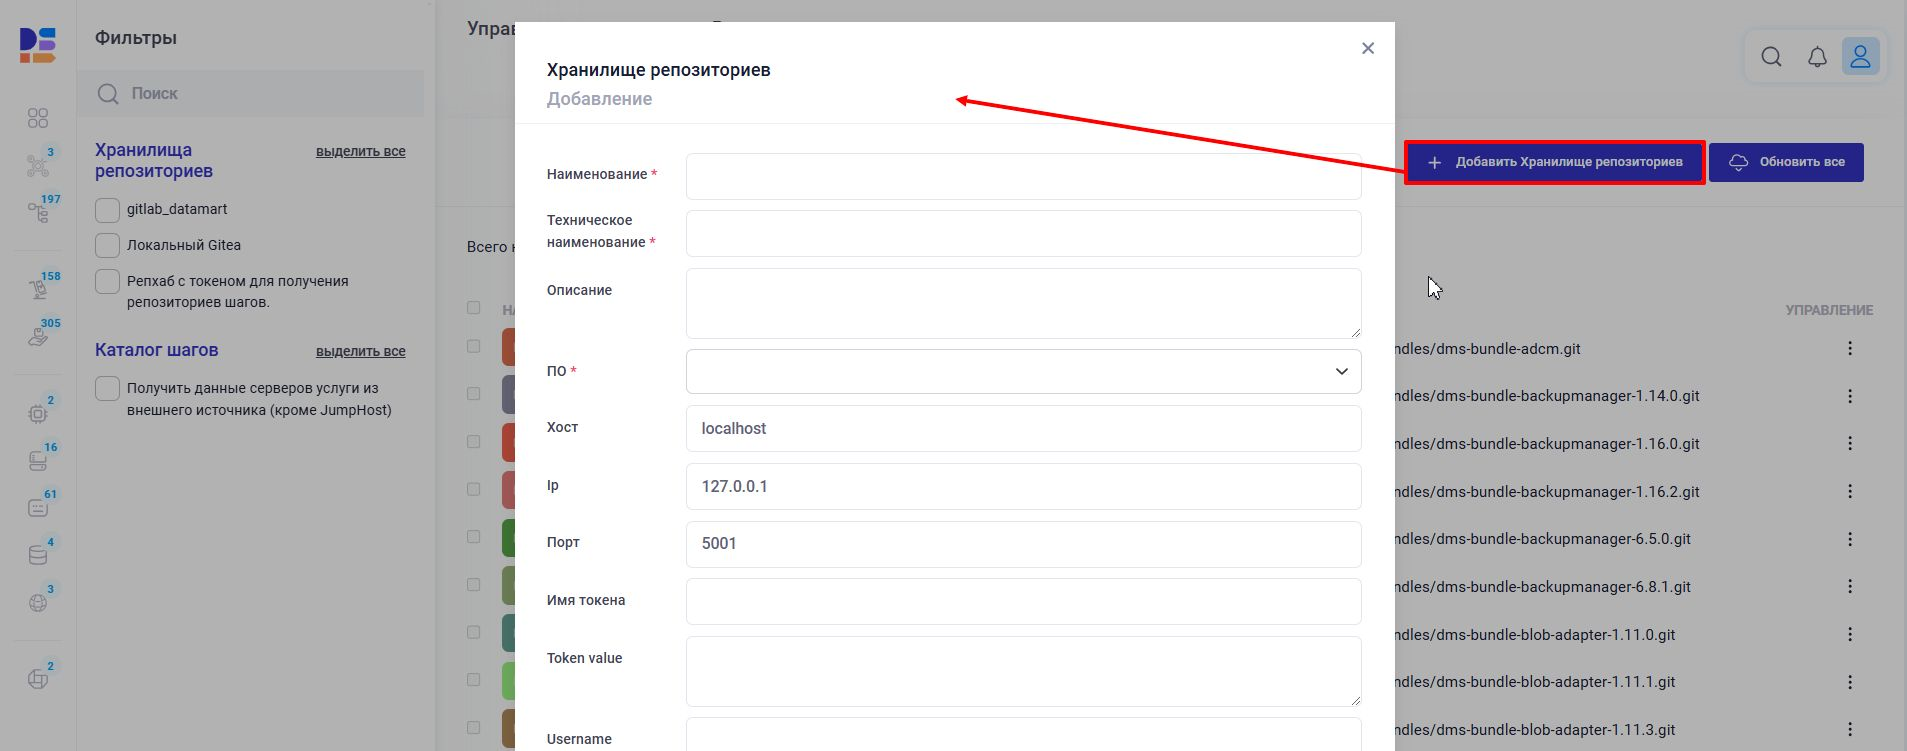 Фильтры
Поиск
Хранилища
репозиториев
выделить все
gitlab_datamart
Локальный Gitea
Репхаб с токеном для получения
репозиториев шагов.
Каталог шагов
выделить все
Получить данные серверов услуги из
внешнего источника (кроме JumpHost)
3
197
158
305
2
16
61
4
3
2
Хранилище репозиториев
Добавление
Наименование *
Техническое
наименование *
Описание
ПО *
Хост
localhost
Ip
127.0.0.1
Порт
5001
Имя токена
Token value
Username
Добавить Хранилище репозиториев
Обновить все
Всего
УПРАВЛЕНИЕ
ndles/dms-bundle-adcm.git
ndles/dms-bundle-backupmanager-1.14.0.git
ndles/dms-bundle-backupmanager-1.16.0.git
ndles/dms-bundle-backupmanager-1.16.2.git
ndles/dms-bundle-backupmanager-6.5.0.git
ndles/dms-bundle-backupmanager-6.8.1.git
ndles/dms-bundle-blob-adapter-1.11.0.git
ndles/dms-bundle-blob-adapter-1.11.1.git
ndles/dms-bundle-blob-adapter-1.11.3.git